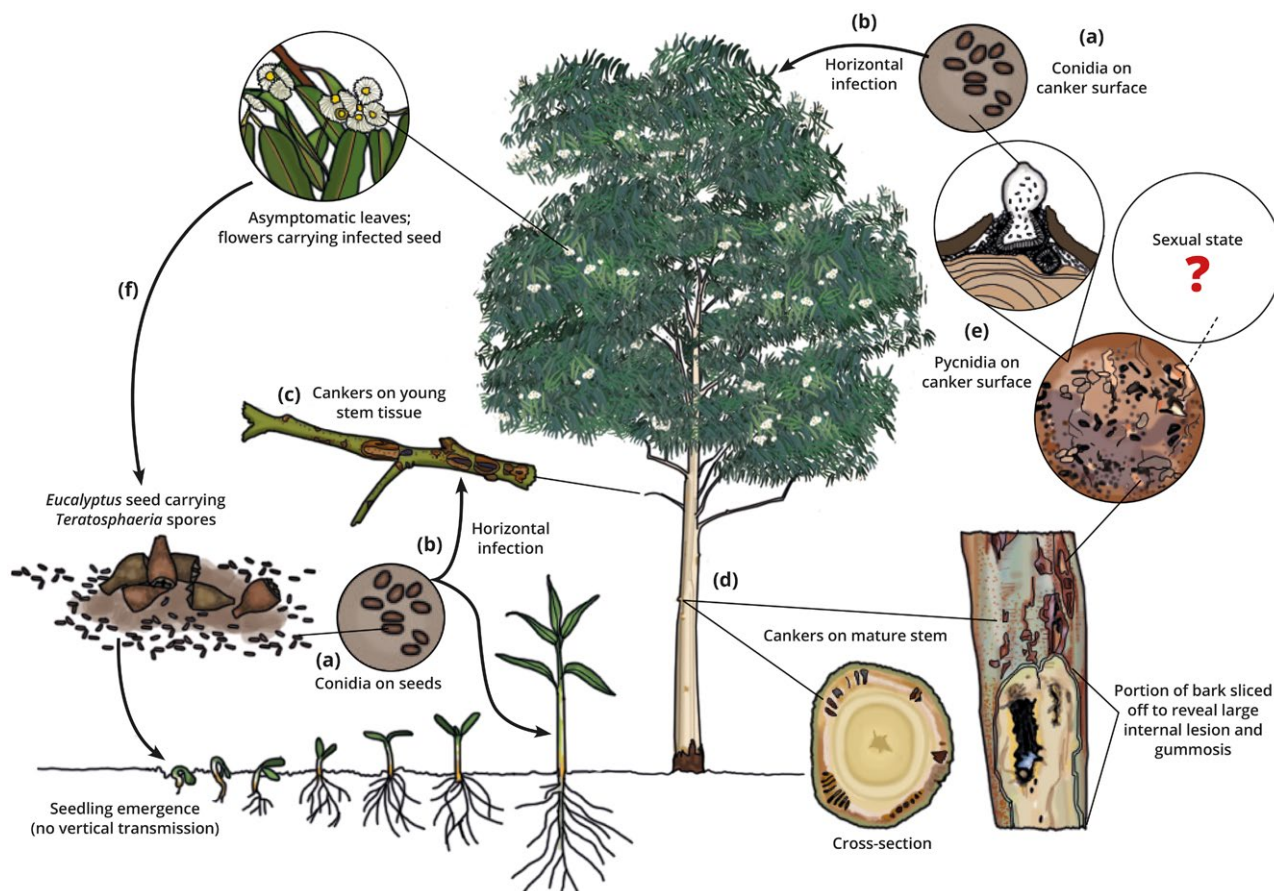 (b)
Horizontal
infection
(a)
Conidia on
canker surface
Asymptomatic leaves;
flowers carrying infected seed
Sexual state
?
(f)
(e)
Pycnidia on
canker surface
(c)
Cankers on young
stem tissue
Eucalyptus seed carrying
Teratosphaeria spores
(b)
Horizontal
infection
(d)
Cankers on mature stem
(a)
Conidia on seeds
Portion of bark sliced
off to reveal large
internal lesion and
gummosis
Seedling emergence
(no vertical transmission)
Cross-section